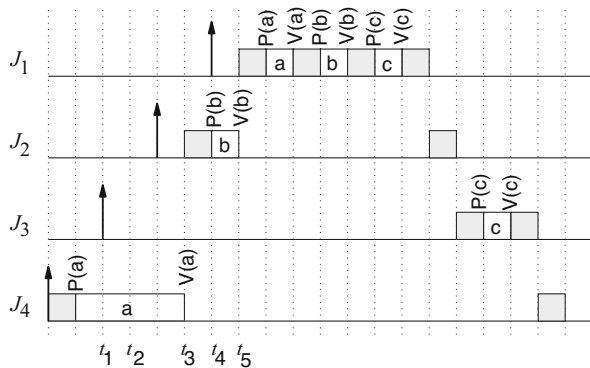 P(a) V(a) P(b) V(b) P(c) V(c)
J1 a b c
P(b) V(b)
J2 b
P(c) V(c)
J3 c
P(a) V(a)
J4 a
t1 t2 t3 t4 t5